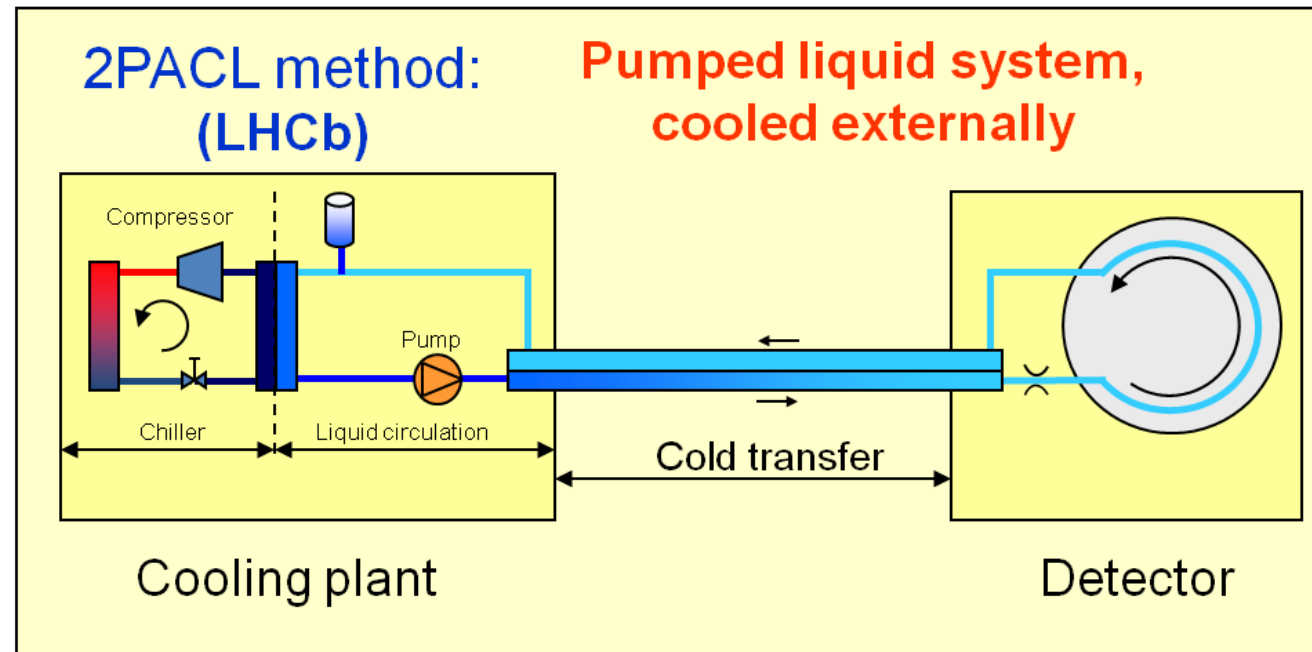 2PACL method:
(LHCb)
Pumped liquid system,
cooled externally
Compressor
Pump
Chiller
Liquid circulation
Cold transfer
Cooling plant
Detector